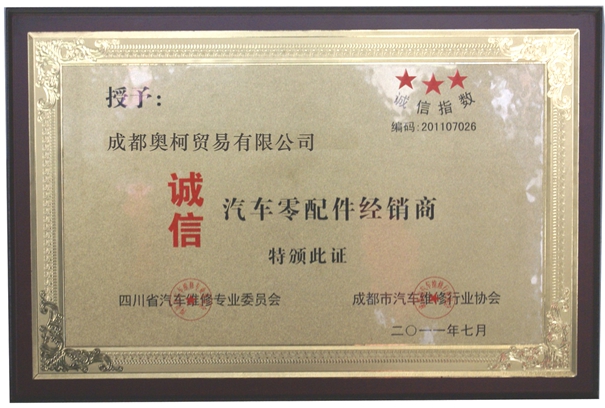 授予：
诚信指数
编码：201107026
成都奥柯贸易有限公司
诚信
汽车零配件经销商
特颁此证
四川省汽车维修专业委员会
成都市汽车维修行业协会
二〇一一年七月